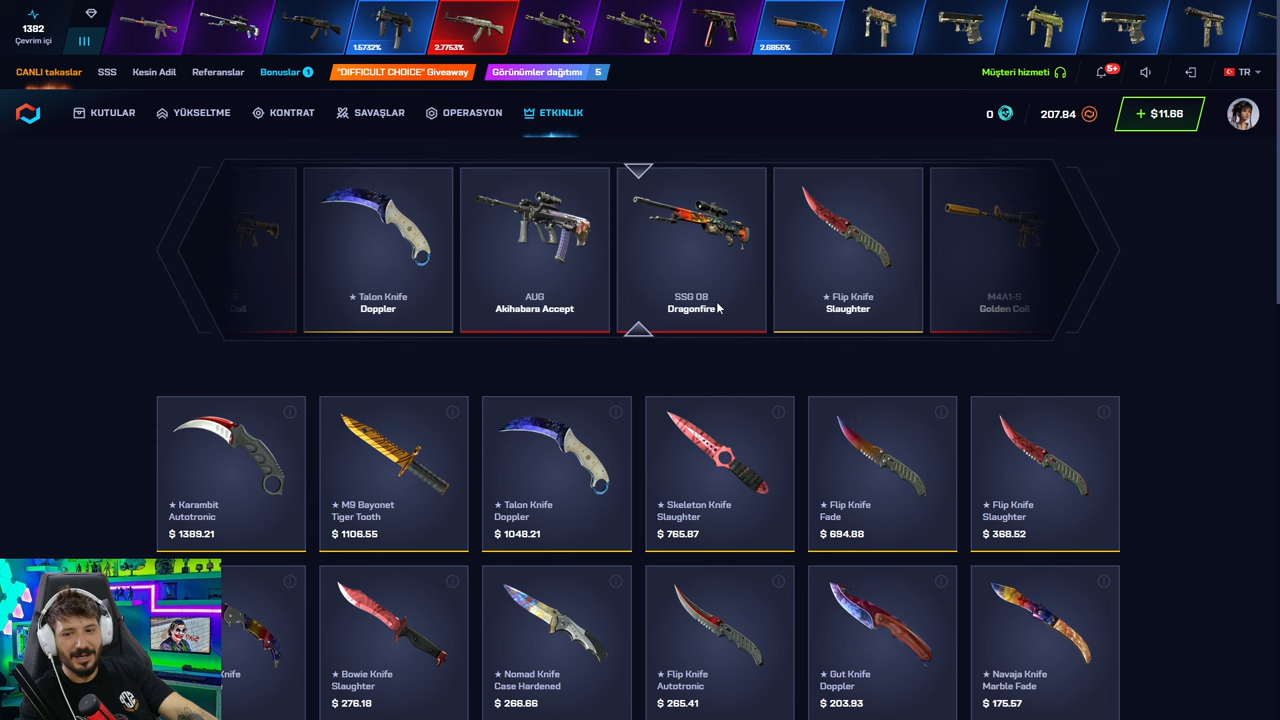 1382
Çevrim içi
1.5732%
2.7753%
2.6855%
CANLI takaslar
SSS
Kesin Adil
Referanslar
Bonuslar 1
"DIFFICULT CHOICE" Giveaway
Görünümler dağıtımı 5
Müşteri hizmeti
5+
TR
KUTULAR
YÜKSELTME
KONTRAT
SAVAŞLAR
OPERASYON
ETKINLIK
0
207.84
+ $11.66
Coil
★ Talon Knife
Doppler
AUG
Akihabara Accept
SSG 08
Dragonfire
★ Flip Knife
Slaughter
M4A1-S
Golden Coil
★ Karambit
Autotronic
$ 1389.21
★ M9 Bayonet
Tiger Tooth
$ 1106.55
★ Talon Knife
Doppler
$ 1048.21
★ Skeleton Knife
Slaughter
$ 765.87
★ Flip Knife
Fade
$ 694.88
★ Flip Knife
Slaughter
$ 368.52
nife
★ Bowie Knife
Slaughter
$ 276.18
★ Nomad Knife
Case Hardened
$ 266.66
★ Flip Knife
Autotronic
$ 265.41
★ Gut Knife
Doppler
$ 203.93
★ Navaja Knife
Marble Fade
$ 175.57